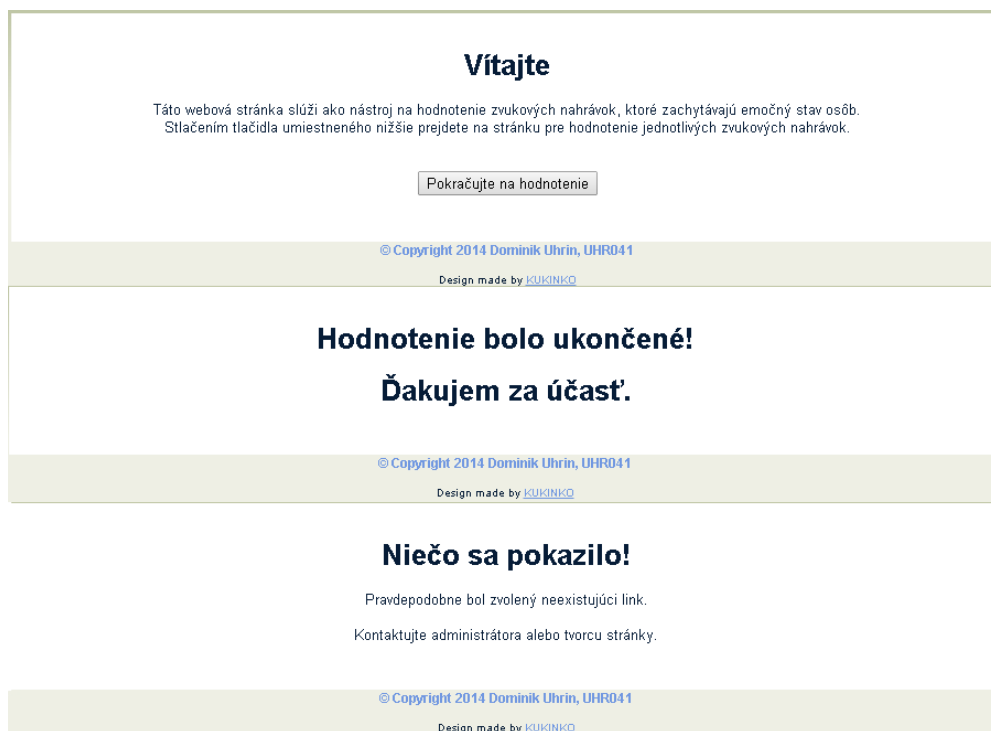 Vítajte
Táto webová stránka slúži ako nástroj na hodnotenie zvukových nahrávok, ktoré zachytávajú emočný stav osôb.
Stlačením tlačidla umiestneného nižšie prejdete na stránku pre hodnotenie jednotlivých zvukových nahrávok.
Pokračujte na hodnotenie
© Copyright 2014 Dominik Uhrin, UHR041
Design made by KUKINKO
Hodnotenie bolo ukončené!
Ďakujem za účasť.
© Copyright 2014 Dominik Uhrin, UHR041
Design made by KUKINKO
Niečo sa pokazilo!
Pravdepodobne bol zvolený neexistujúci link.
Kontaktujte administrátora alebo tvorcu stránky.
© Copyright 2014 Dominik Uhrin, UHR041
Design made by KUKINKO